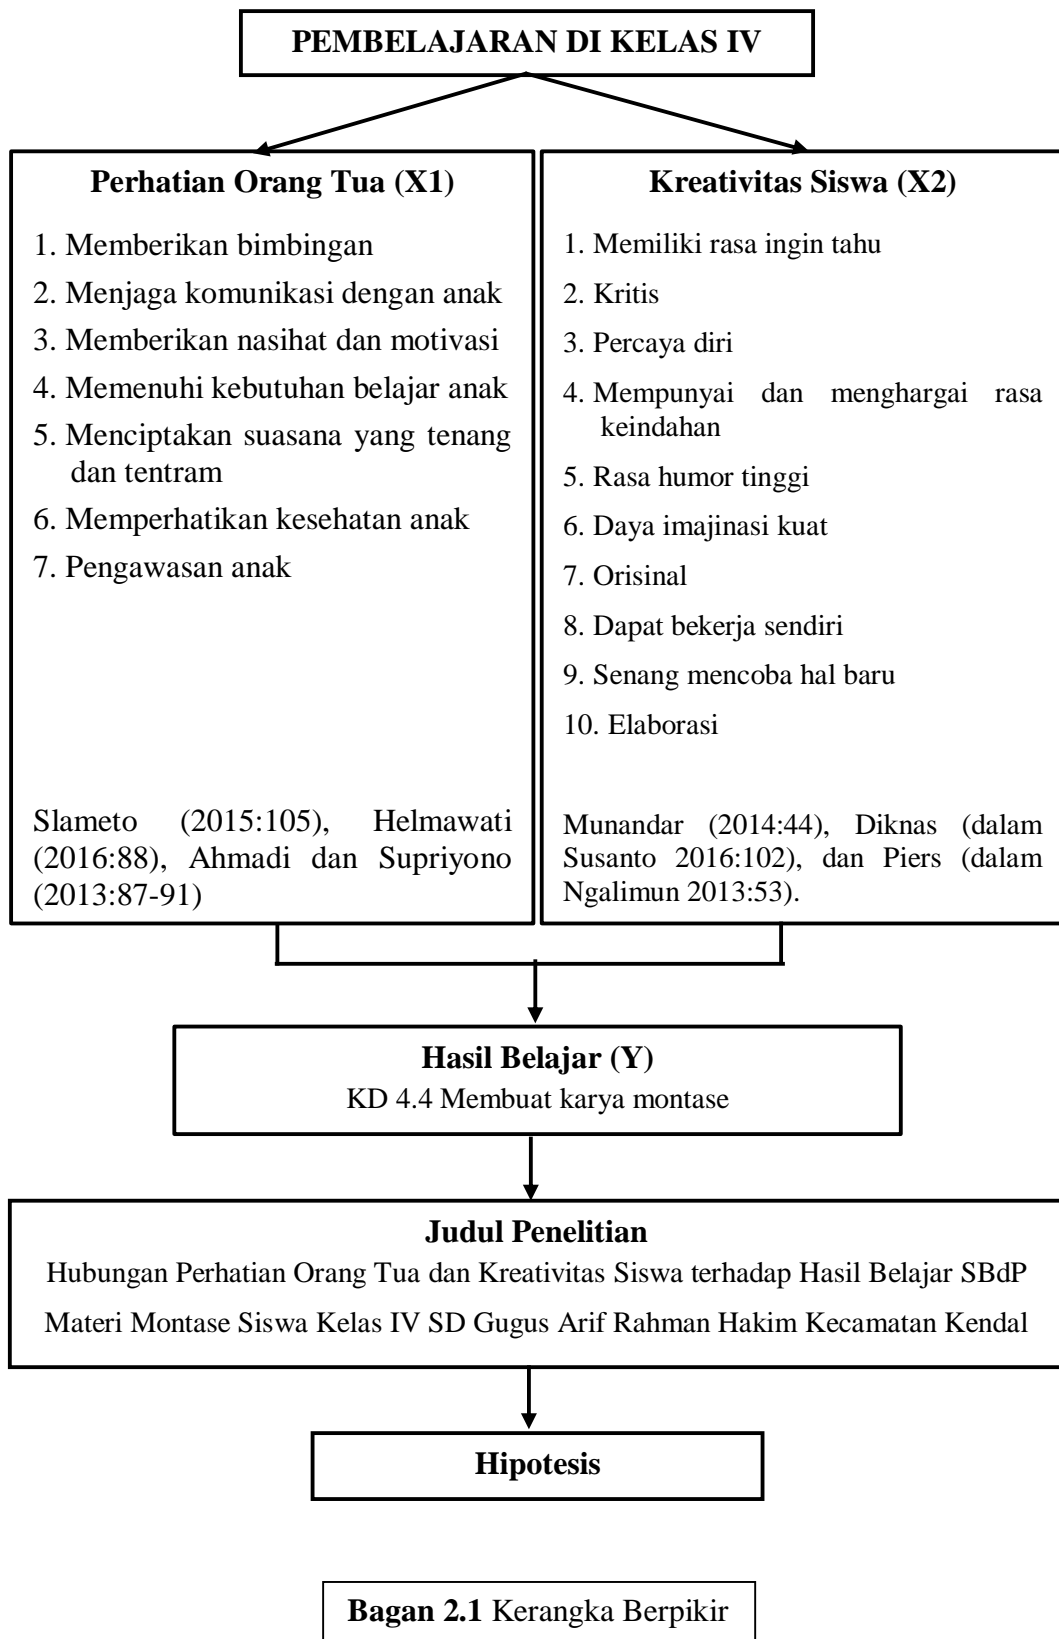 PEMBELAJARAN DI KELAS IV
Perhatian Orang Tua (X1)
1. Memberikan bimbingan
2. Menjaga komunikasi dengan anak
3. Memberikan nasihat dan motivasi
4. Memenuhi kebutuhan belajar anak
5. Menciptakan suasana yang tenang
dan tentram
6. Memperhatikan kesehatan anak
7. Pengawasan anak
Slameto (2015:105), Helmawati
(2016:88), Ahmadi dan Supriyono
(2013:87-91)
Kreativitas Siswa (X2)
1. Memiliki rasa ingin tahu
2. Kritis
3. Percaya diri
4. Mempunyai dan menghargai rasa
keindahan
5. Rasa humor tinggi
6. Daya imajinasi kuat
7. Orisinal
8. Dapat bekerja sendiri
9. Senang mencoba hal baru
10. Elaborasi
Munandar (2014:44), Diknas (dalam
Susanto 2016:102), dan Piers (dalam
Ngalimun 2013:53).
Hasil Belajar (Y)
KD 4.4 Membuat karya montase
Judul Penelitian
Hubungan Perhatian Orang Tua dan Kreativitas Siswa terhadap Hasil Belajar SBdP
Materi Montase Siswa Kelas IV SD Gugus Arif Rahman Hakim Kecamatan Kendal
Hipotesis
Bagan 2.1 Kerangka Berpikir